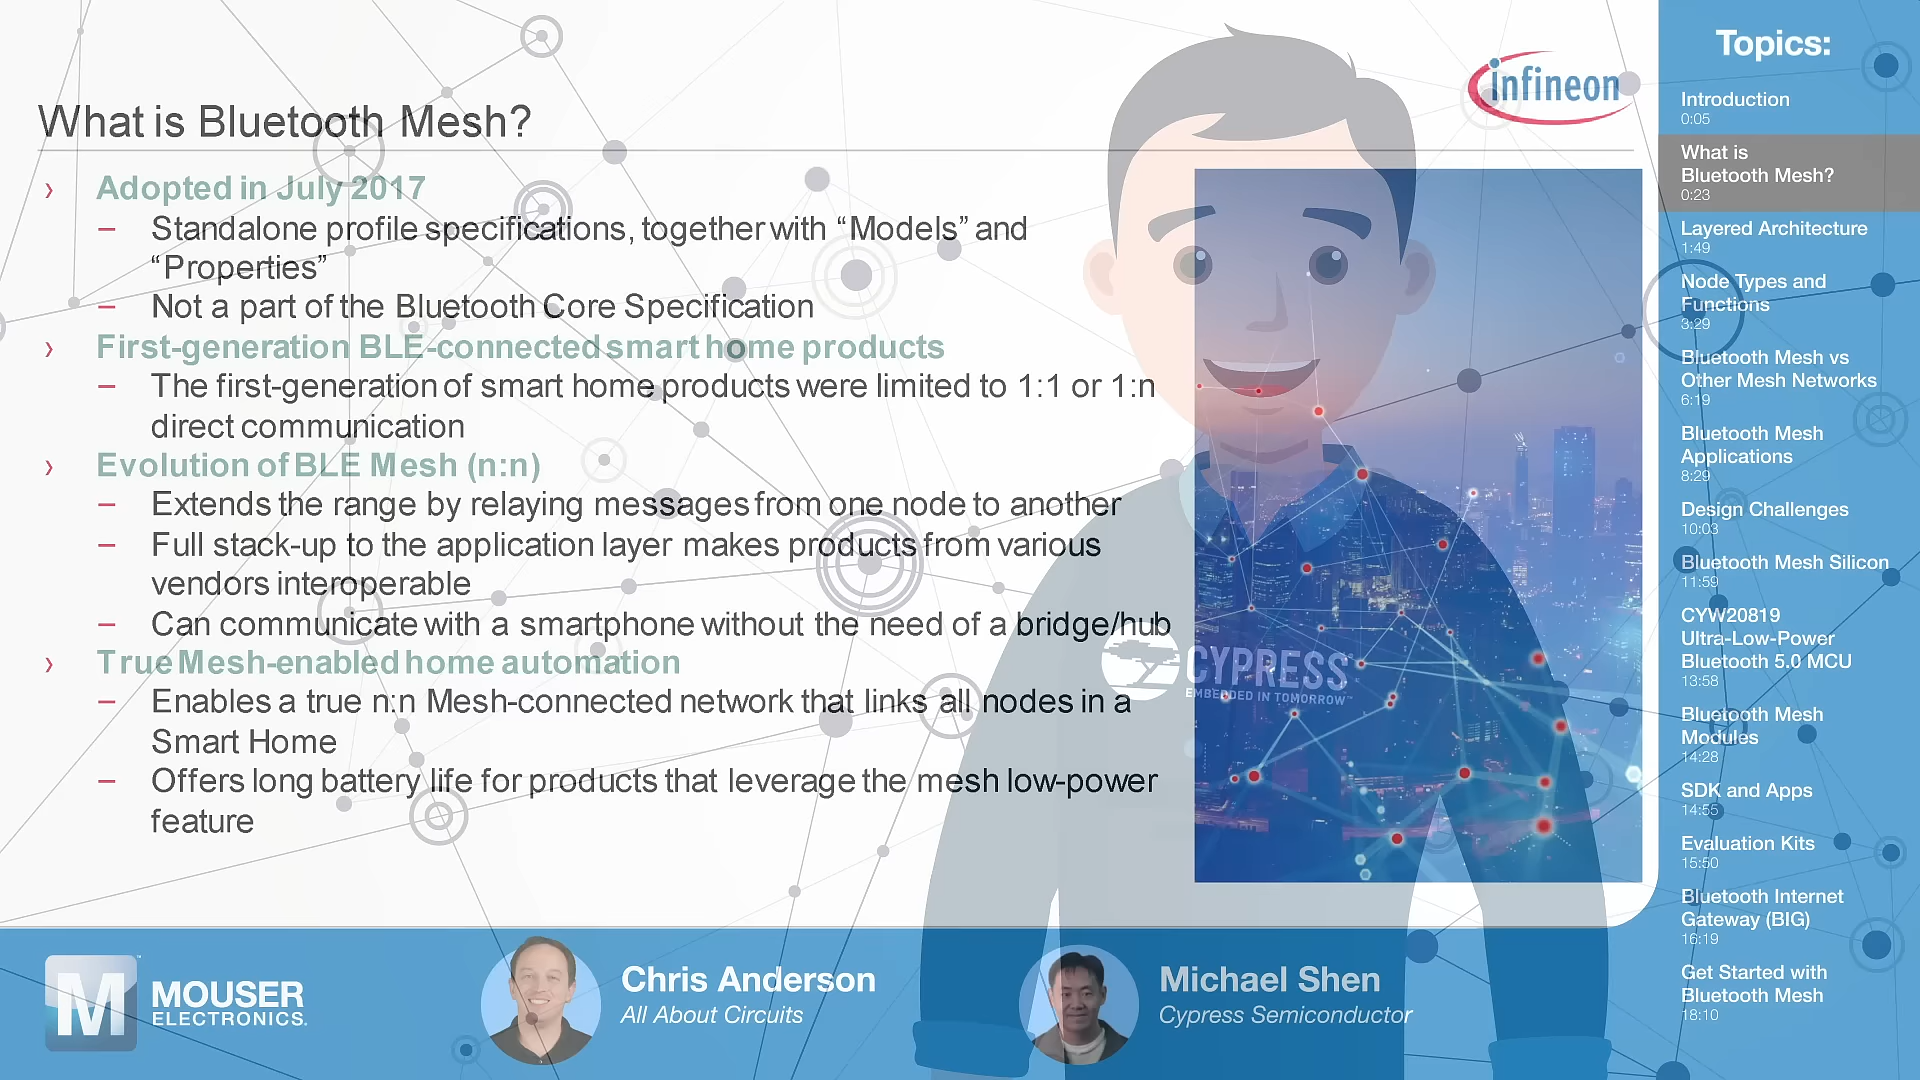 What is Bluetooth Mesh?
infineon
› Adopted in July 2017
– Standalone profile specifications, together with “Models” and
“Properties”
– Not a part of the Bluetooth Core Specification
› First-generation BLE-connected smart home products
– The first-generation of smart home products were limited to 1:1 or 1:n
direct communication
› Evolution of BLE Mesh (n:n)
– Extends the range by relaying messages from one node to another
– Full stack-up to the application layer makes products from various
vendors interoperable
– Can communicate with a smartphone without the need of a bridge/hub
› True Mesh-enabled home automation
– Enables a true n:n Mesh-connected network that links all nodes in a
Smart Home
– Offers long battery life for products that leverage the mesh low-power
feature
CYPRESS
EMBEDDED IN TOMORROW™
Topics:
Introduction
0:05
What is
Bluetooth Mesh?
0:23
Layered Architecture
1:49
Node Types and
Functions
3:29
Bluetooth Mesh vs
Other Mesh Networks
6:19
Bluetooth Mesh
Applications
8:29
Design Challenges
10:03
Bluetooth Mesh Silicon
11:59
CYW20819
Ultra-Low-Power
Bluetooth 5.0 MCU
13:58
Bluetooth Mesh
Modules
14:28
SDK and Apps
14:55
Evaluation Kits
15:50
Bluetooth Internet
Gateway (BIG)
16:19
Get Started with
Bluetooth Mesh
18:10
M
MOUSER
ELECTRONICS.
Chris Anderson
All About Circuits
Michael Shen
Cypress Semiconductor